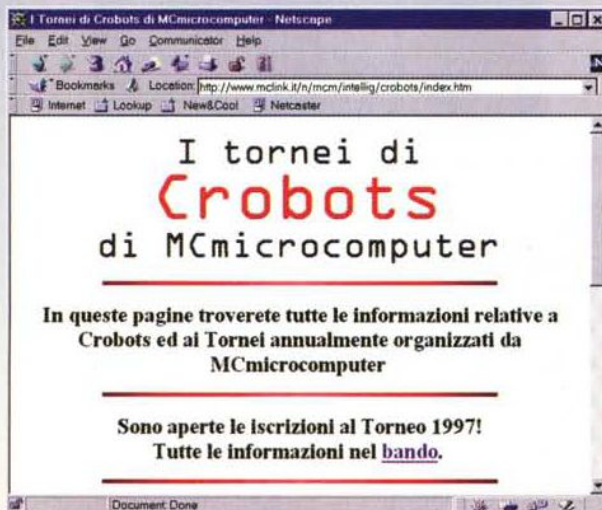 I Tornei di Crobots di MCmicrocomputer - Netscape
File Edit View Go Communicator Help
Bookmarks Location: http://www.mclink.it/n/mcm/intellig/crobots/index.htm
Internet Lookup New&Cool Netcaster
I tornei di
Crobots
di MCmicrocomputer
In queste pagine troverete tutte le informazioni relative a
Crobots ed ai Tornei annualmente organizzati da
MCmicrocomputer
Sono aperte le iscrizioni al Torneo 1997!
Tutte le informazioni nel bando.
Document: Done